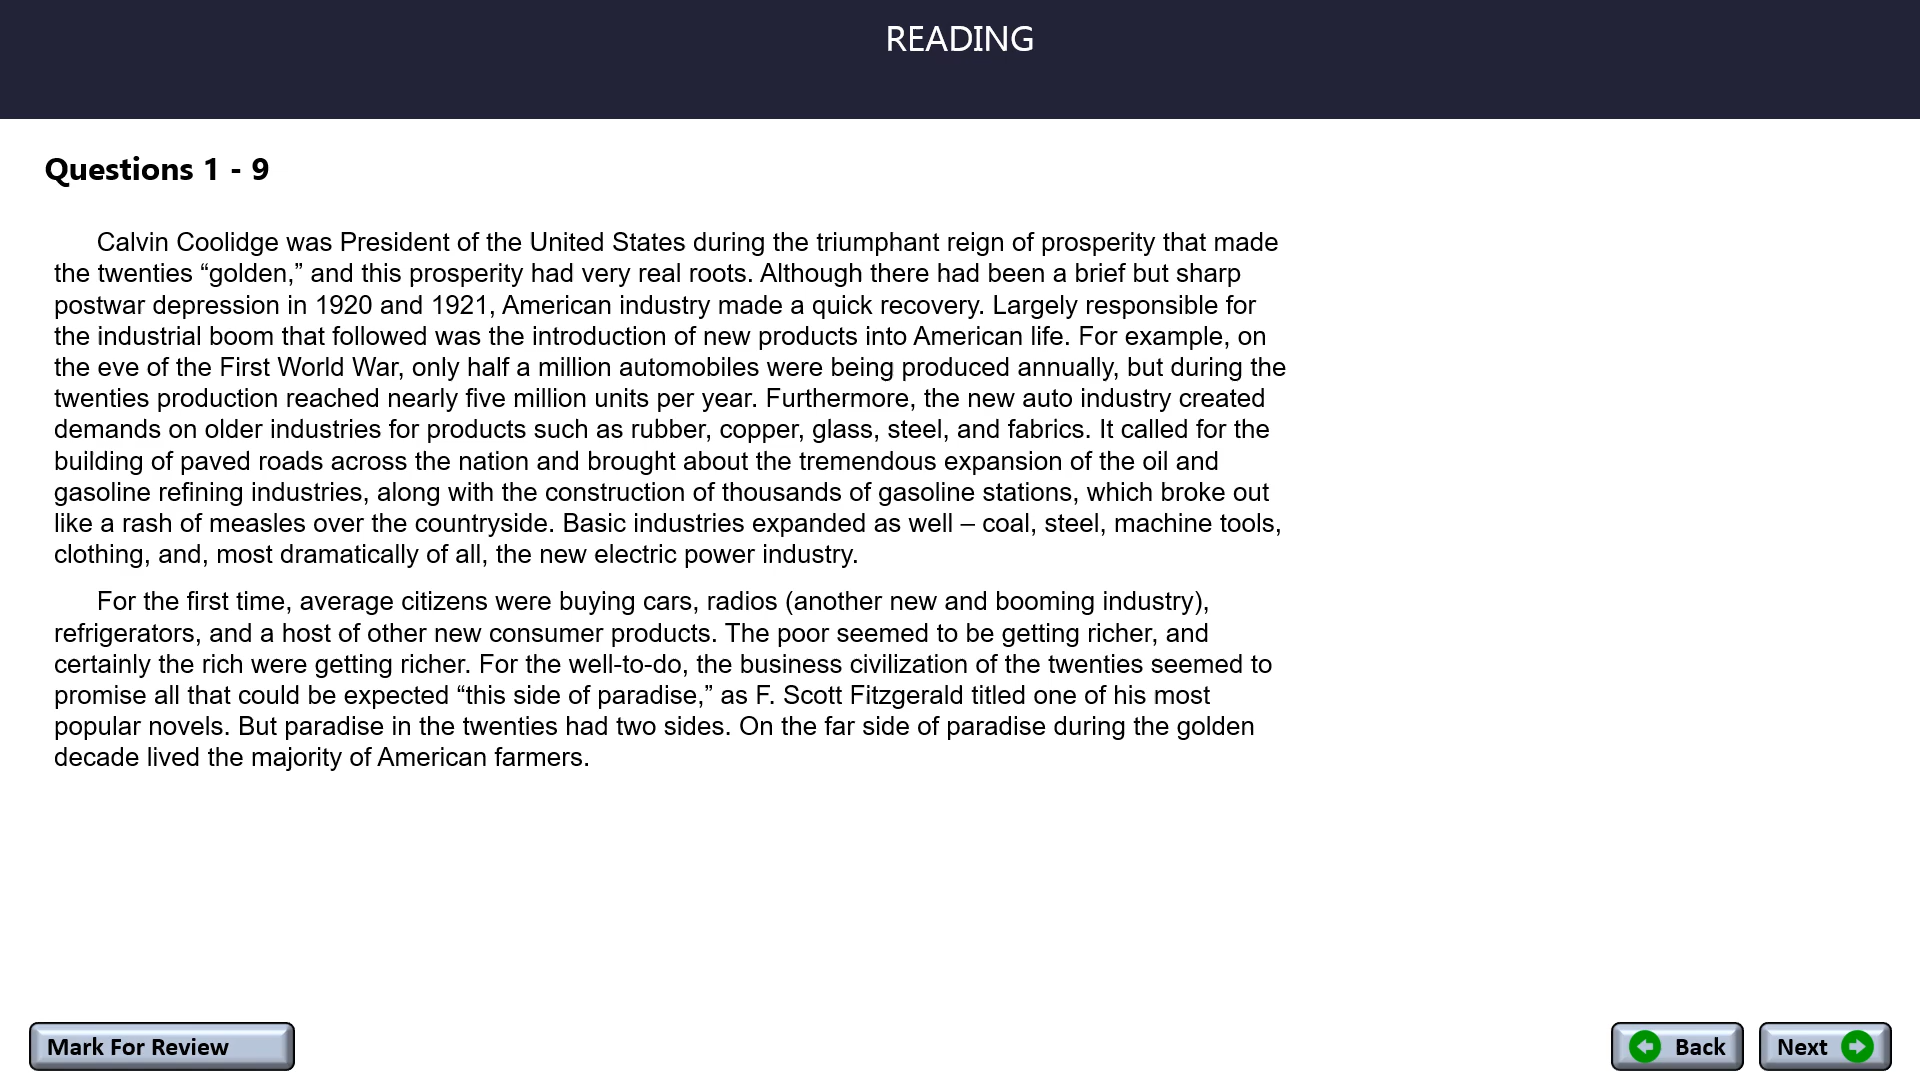 READING
Questions 1 - 9
Calvin Coolidge was President of the United States during the triumphant reign of prosperity that made
the twenties “golden,” and this prosperity had very real roots. Although there had been a brief but sharp
postwar depression in 1920 and 1921, American industry made a quick recovery. Largely responsible for
the industrial boom that followed was the introduction of new products into American life. For example, on
the eve of the First World War, only half a million automobiles were being produced annually, but during the
twenties production reached nearly five million units per year. Furthermore, the new auto industry created
demands on older industries for products such as rubber, copper, glass, steel, and fabrics. It called for the
building of paved roads across the nation and brought about the tremendous expansion of the oil and
gasoline refining industries, along with the construction of thousands of gasoline stations, which broke out
like a rash of measles over the countryside. Basic industries expanded as well – coal, steel, machine tools,
clothing, and, most dramatically of all, the new electric power industry.
For the first time, average citizens were buying cars, radios (another new and booming industry),
refrigerators, and a host of other new consumer products. The poor seemed to be getting richer, and
certainly the rich were getting richer. For the well-to-do, the business civilization of the twenties seemed to
promise all that could be expected “this side of paradise,” as F. Scott Fitzgerald titled one of his most
popular novels. But paradise in the twenties had two sides. On the far side of paradise during the golden
decade lived the majority of American farmers.
Mark For Review
Back
Next